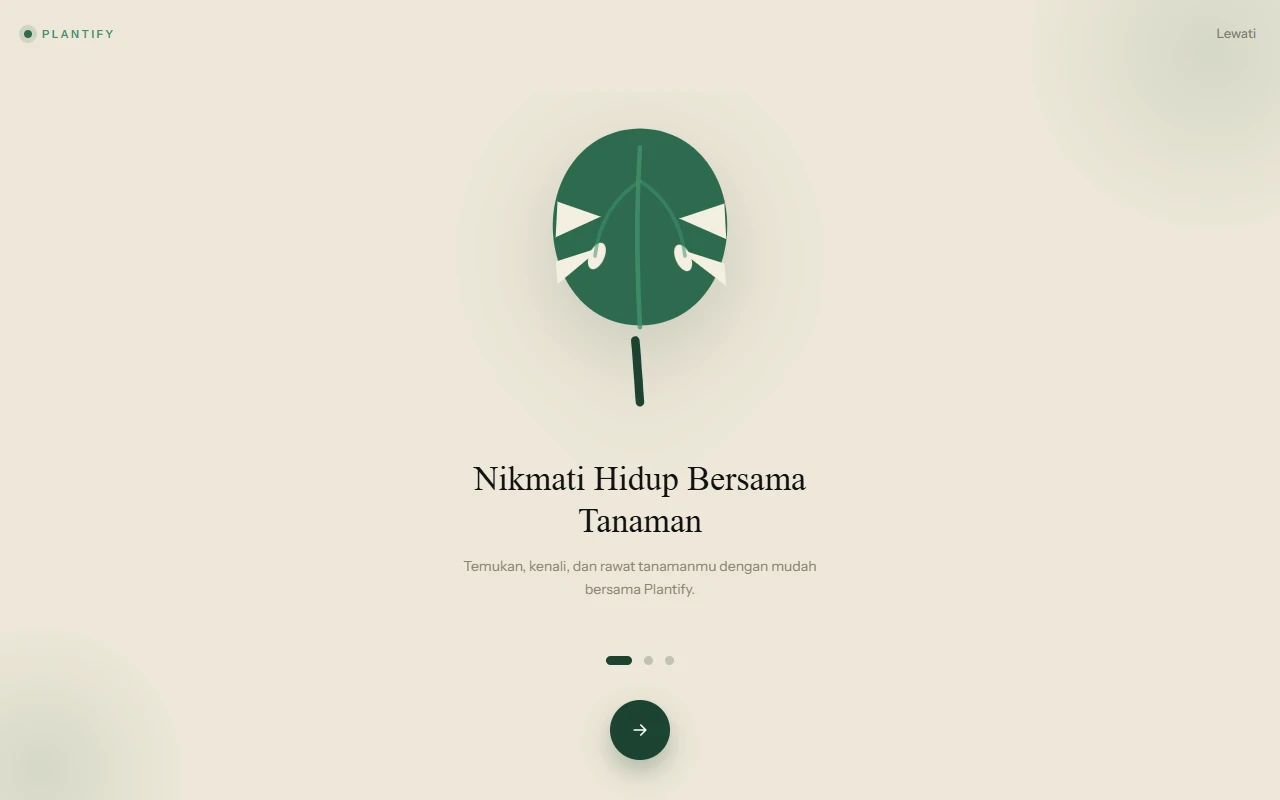 PLANTIFY
Lewati
Nikmati Hidup Bersama
Tanaman
Temukan, kenali, dan rawat tanamanmu dengan mudah
bersama Plantify.